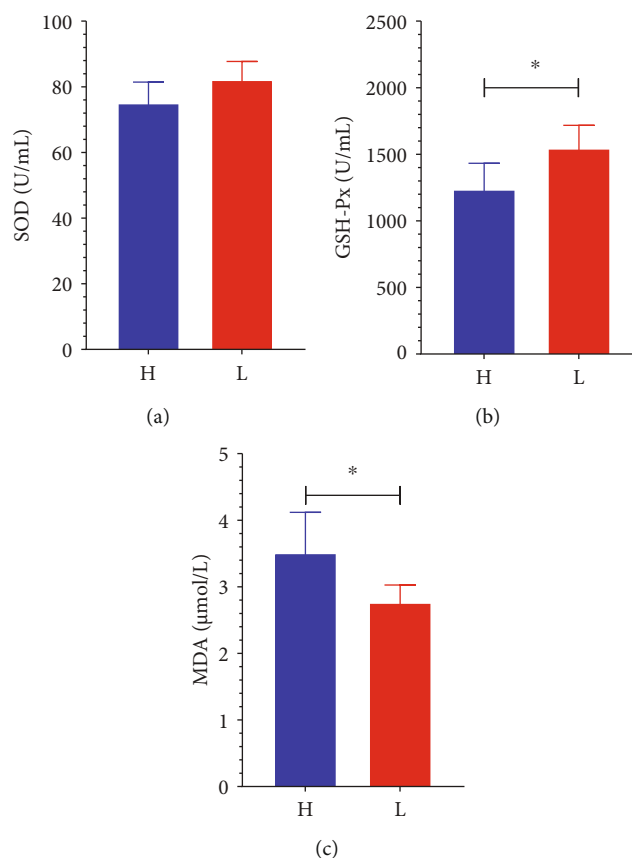 SOD (U/mL)
100
80
60
40
20
0
H L
(a)
GSH-Px (U/mL)
2500
2000
1500
1000
500
0
*
H L
(b)
MDA (μmol/L)
5
4
3
2
1
0
*
H L
(c)